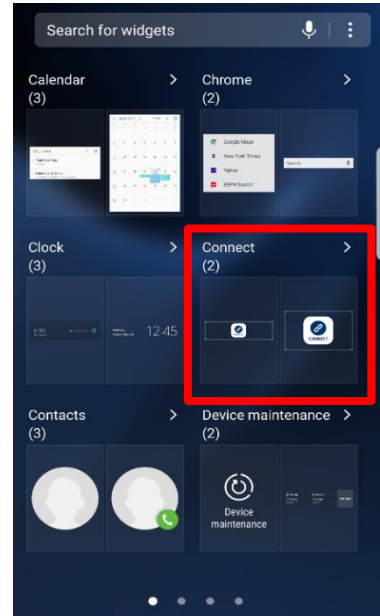 Search for widgets
Calendar >
(3)
Chrome >
(2)
Google Maps
New York Times
Yahoo
ESPN Soccer
Search
Clock >
(3)
12:45
Connect >
(2)
CONNECT
Contacts >
(3)
Device maintenance >
(2)
Device
maintenance